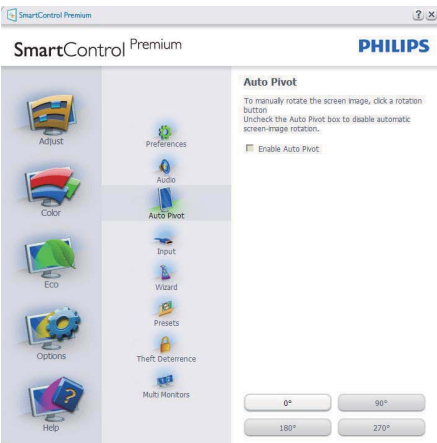 SmartControl Premium
? X
SmartControl Premium
PHILIPS
Adjust
Color
Eco
Options
Help
Preferences
Audio
Auto Pivot
Input
Wizard
Presets
Theft Deterrence
Multi Monitors
Auto Pivot
To manually rotate the screen image, click a rotation
button
Uncheck the Auto Pivot box to disable automatic
screen-image rotation.
Enable Auto Pivot
0°
90°
180°
270°